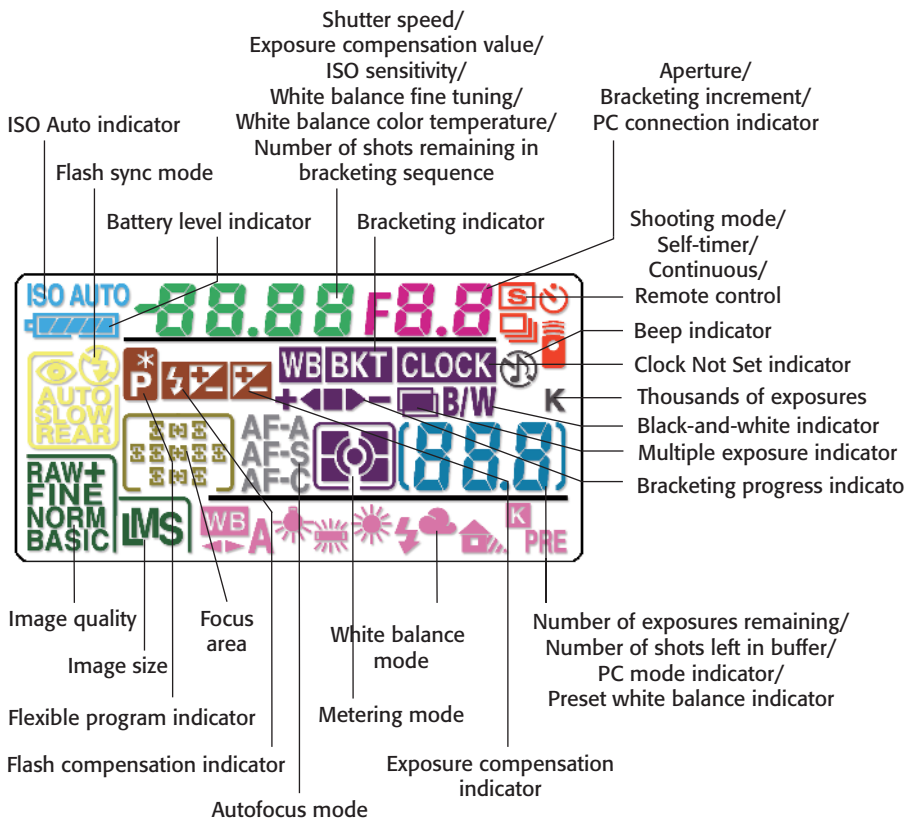 Shutter speed/
Exposure compensation value/
ISO sensitivity/
White balance fine tuning/
White balance color temperature/
Number of shots remaining in
bracketing sequence
Aperture/
Bracketing increment/
PC connection indicator
ISO Auto indicator
Flash sync mode
Battery level indicator
Bracketing indicator
Shooting mode/
Self-timer/
Continuous/
Remote control
Beep indicator
Clock Not Set indicator
Thousands of exposures
Black-and-white indicator
Multiple exposure indicator
Bracketing progress indicato
ISO AUTO
-88.88
F8.8
S
P*
WB BKT CLOCK
B/W
K
AUTO
SLOW
REAR
AF-A
AF-S
AF-C
(88.8)
RAW+
FINE
NORM
BASIC
LMS
WB
A
K
PRE
Image quality
Image size
Focus
area
Flexible program indicator
Flash compensation indicator
Autofocus mode
Metering mode
White balance
mode
Exposure compensation
indicator
Number of exposures remaining/
Number of shots left in buffer/
PC mode indicator/
Preset white balance indicator